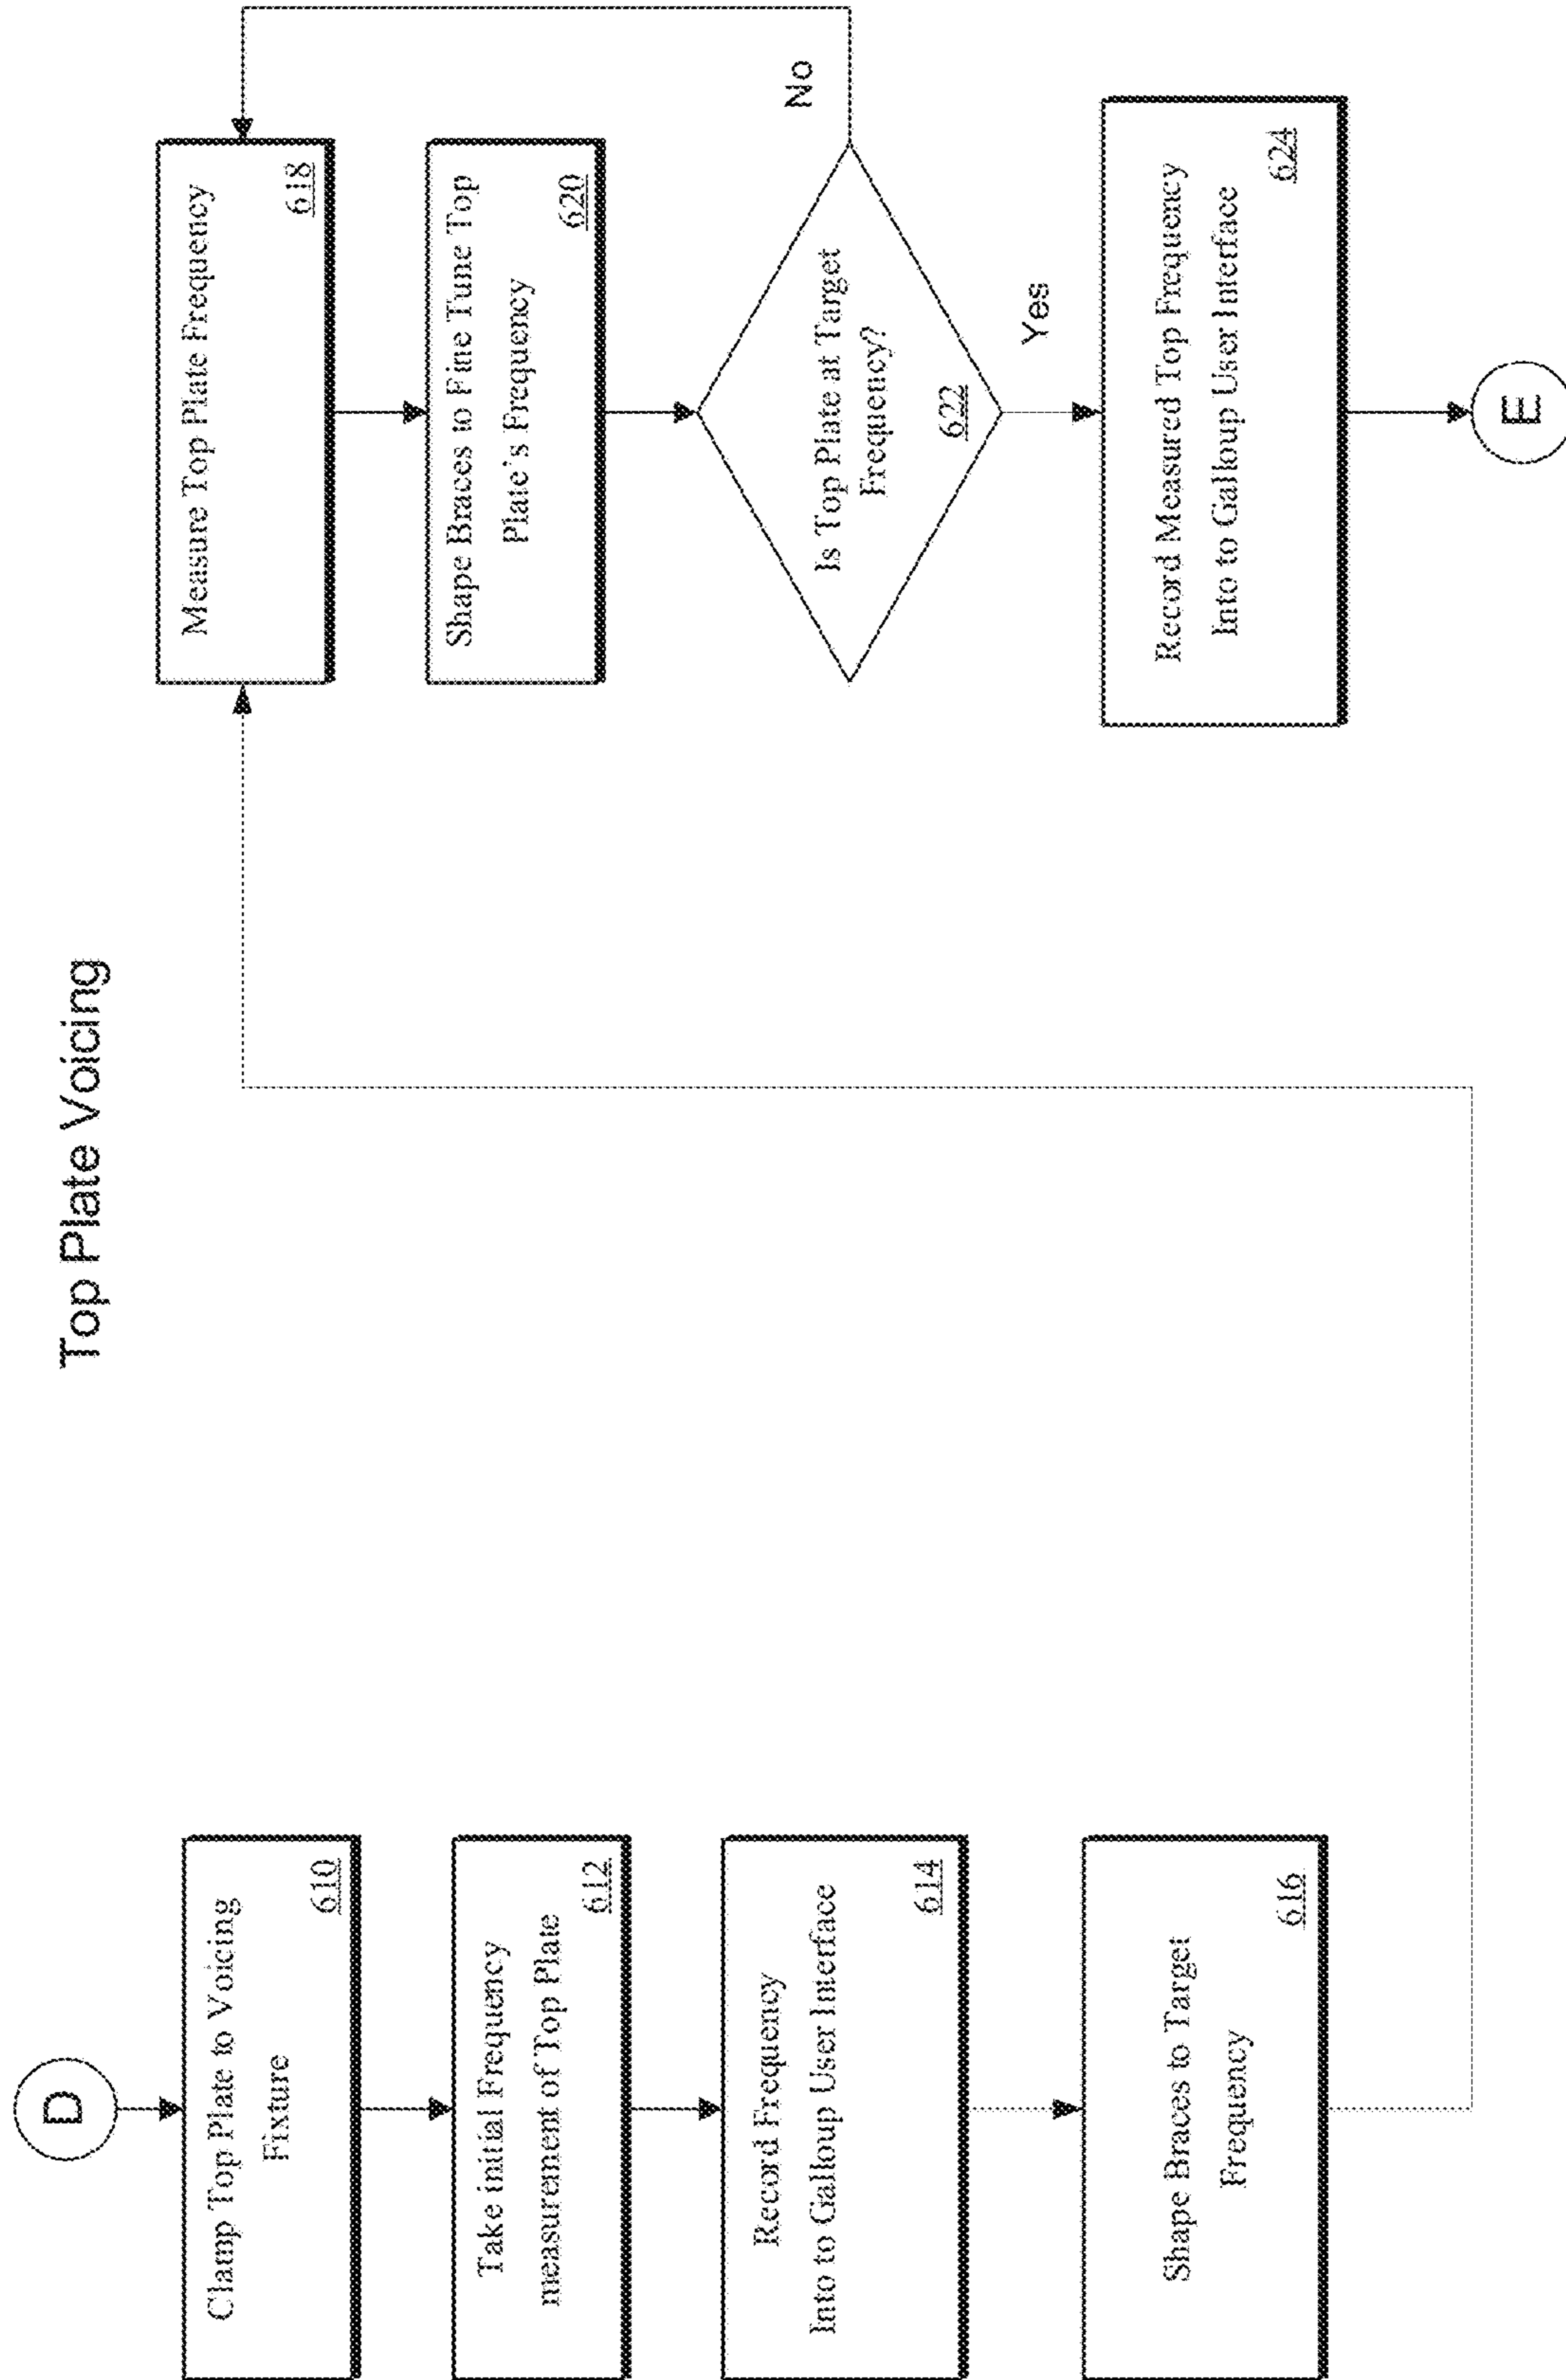 Top Plate Voicing
D
Clamp Top Plate to Voicing
Fixture
610
Take initial Frequency
measurement of Top Plate
612
Record Frequency
Into to Galloup User Interface
614
Shape Braces to Target
Frequency
616
Measure Top Plate Frequency
618
Shape Braces to Fine Tune Top
Plate's Frequency
620
Is Top Plate at Target
Frequency?
622
No
Yes
Record Measured Top Frequency
Into to Galloup User Interface
624
E